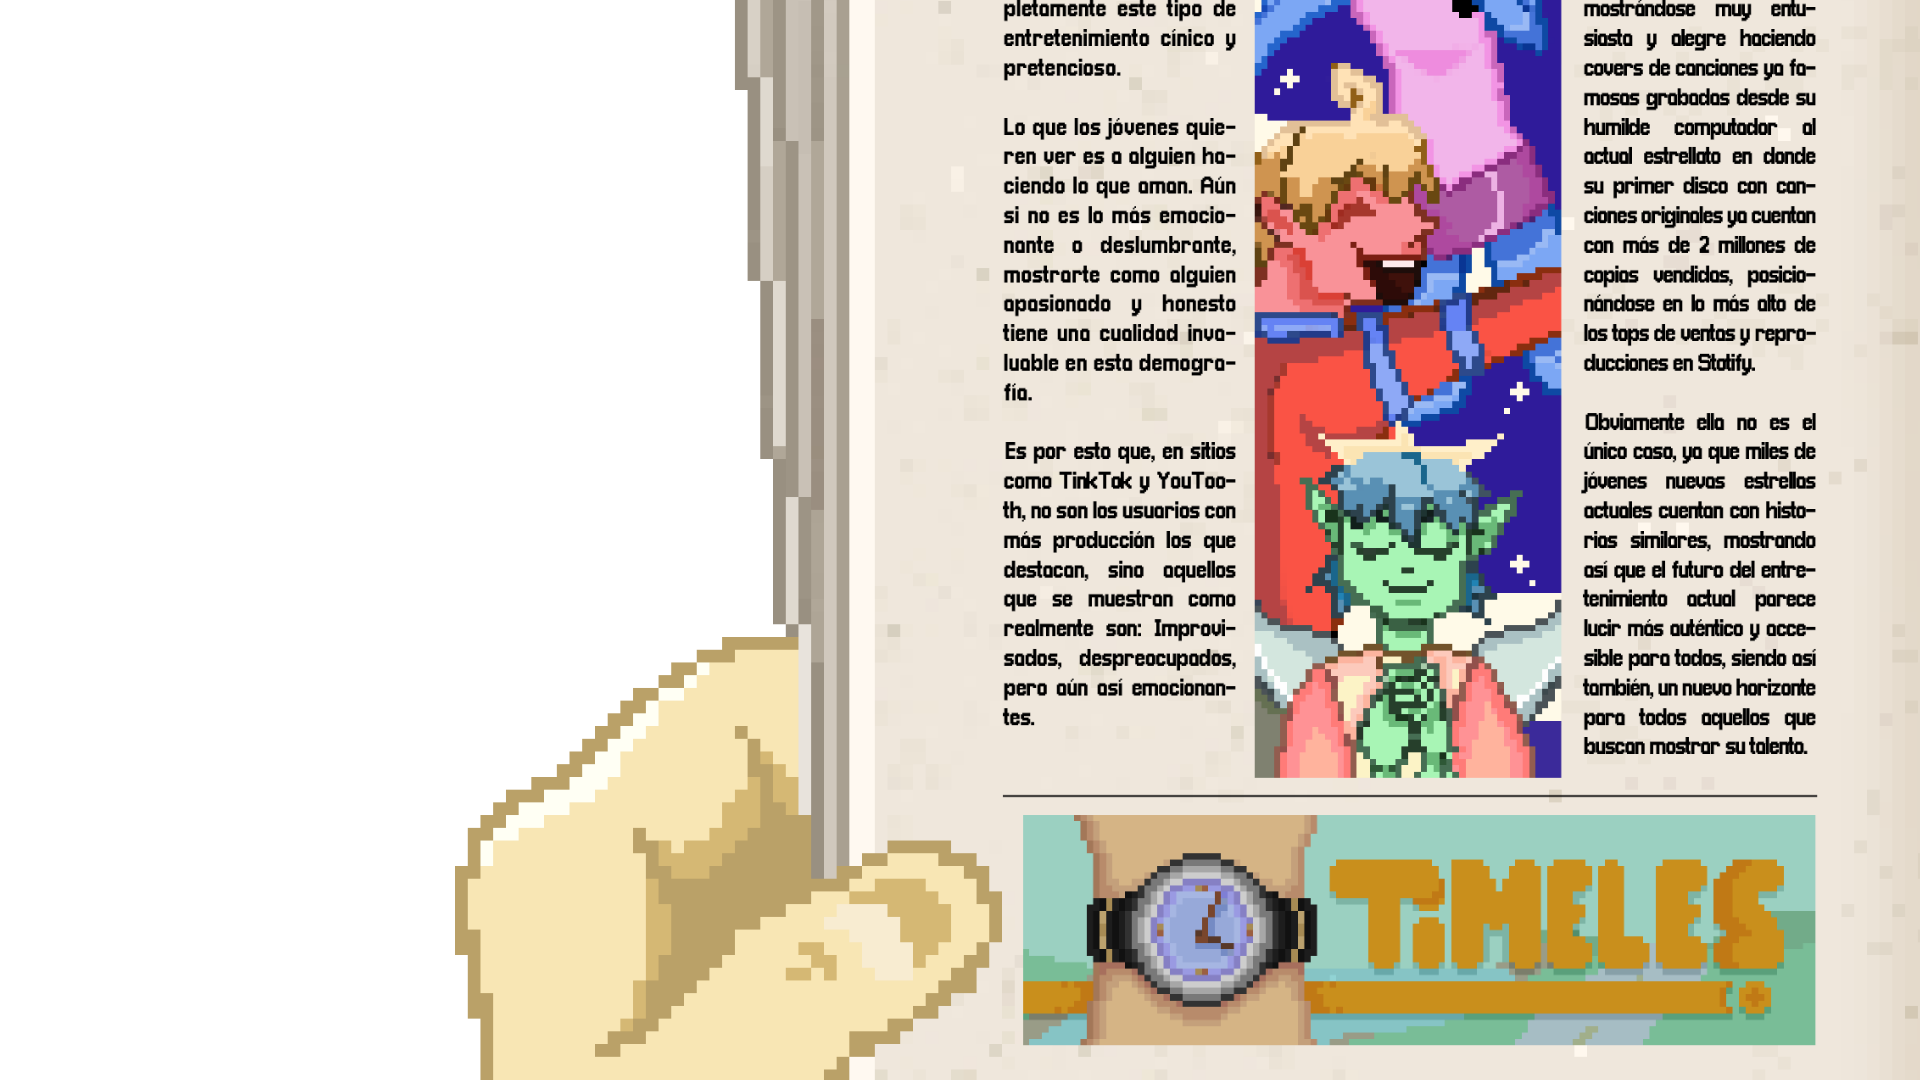 pletamente este tipo de
entretenimiento cínico y
pretencioso.
Lo que los jóvenes quie-
ren ver es a alguien ha-
ciendo lo que aman. Aún
si no es lo más emocio-
nante o deslumbrante,
mostrarte como alguien
apasionado y honesto
tiene una cualidad inva-
luable en esta demogra-
fía.
Es por esto que, en sitios
como TinkTok y YouToo-
th, no son los usuarios con
más producción los que
destacan, sino aquellos
que se muestran como
realmente son: Improvi-
sados, despreocupados,
pero aún así emocionan-
tes.
mostrándose muy entu-
siasta y alegre haciendo
covers de canciones ya fa-
mosas grabadas desde su
humilde computador al
actual estrellato en donde
su primer disco con can-
ciones originales ya cuentan
con más de 2 millones de
copias vendidas, posicio-
nándose en lo más alto de
los tops de ventas y repro-
ducciones en Statify.
Obviamente ella no es el
único caso, ya que miles de
jóvenes nuevas estrellas
actuales cuentan con histo-
rias similares, mostrando
así que el futuro del entre-
tenimiento actual parece
lucir más auténtico y acce-
sible para todos, siendo así
también, un nuevo horizonte
para todos aquellos que
buscan mostrar su talento.
TiMELES